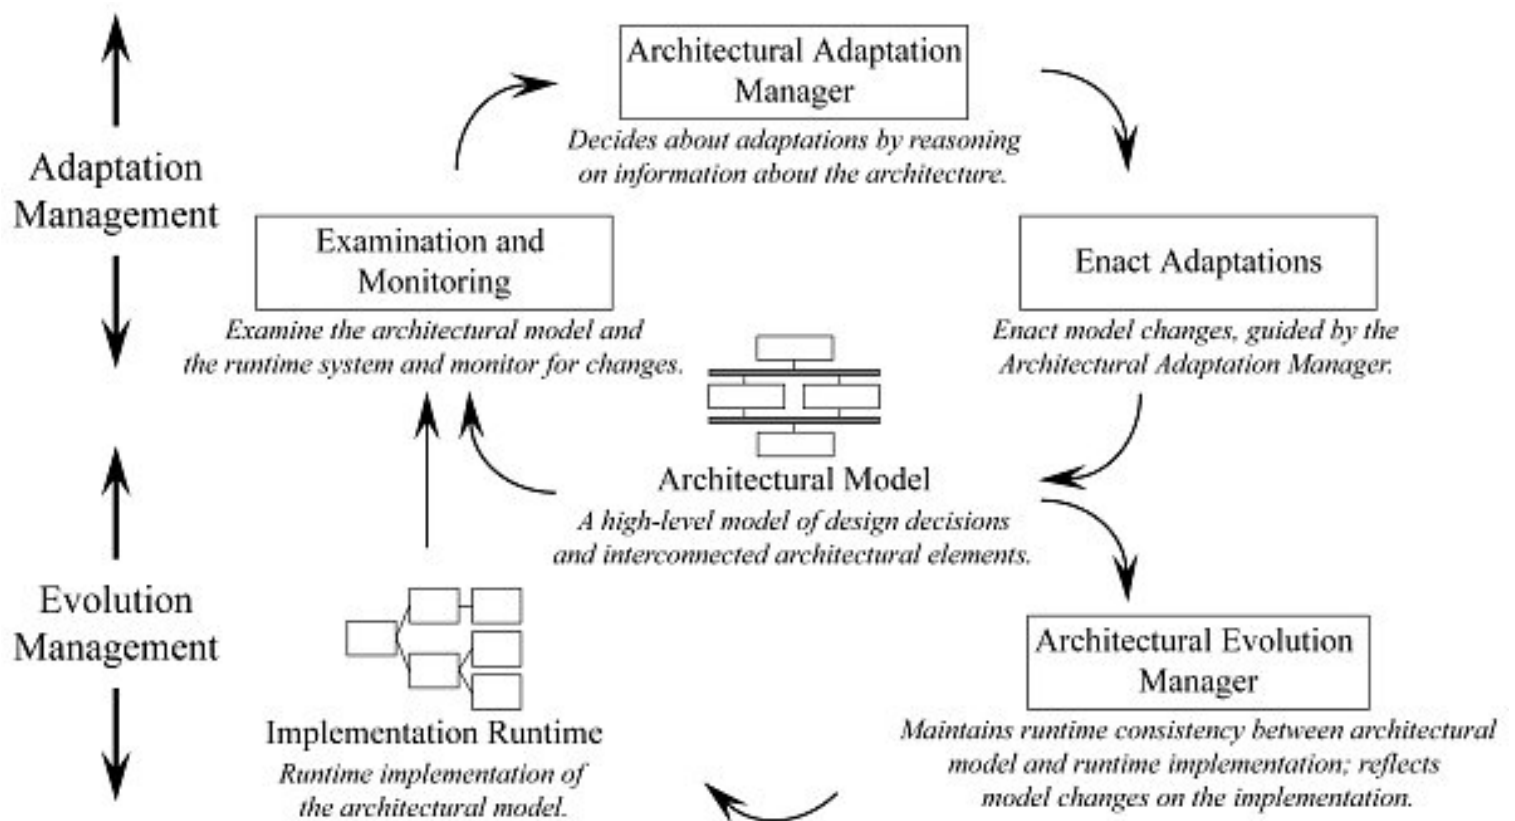 Architectural Adaptation
Manager
Decides about adaptations by reasoning
on information about the architecture.
Adaptation
Management
Examination and
Monitoring
Examine the architectural model and
the runtime system and monitor for changes.
Enact Adaptations
Enact model changes, guided by the
Architectural Adaptation Manager.
Architectural Model
A high-level model of design decisions
and interconnected architectural elements.
Evolution
Management
Implementation Runtime
Runtime implementation of
the architectural model.
Architectural Evolution
Manager
Maintains runtime consistency between architectural
model and runtime implementation; reflects
model changes on the implementation.